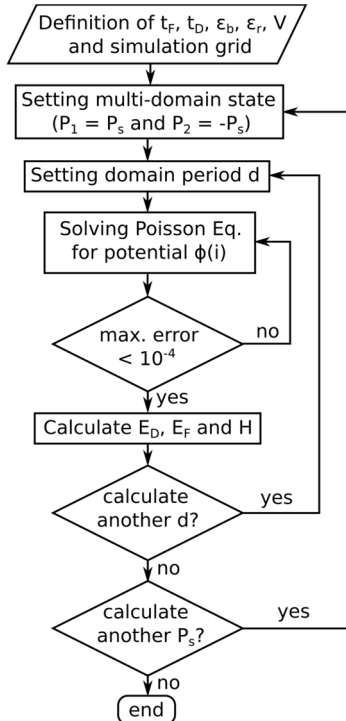 Definition of t_F, t_D, ε_b, ε_r, V
and simulation grid
Setting multi-domain state
(P_1 = P_s and P_2 = -P_s)
Setting domain period d
Solving Poisson Eq.
for potential ϕ(i)
max. error
< 10^-4
no
yes
Calculate E_D, E_F and H
calculate
another d?
yes
no
calculate
another P_s?
yes
no
end